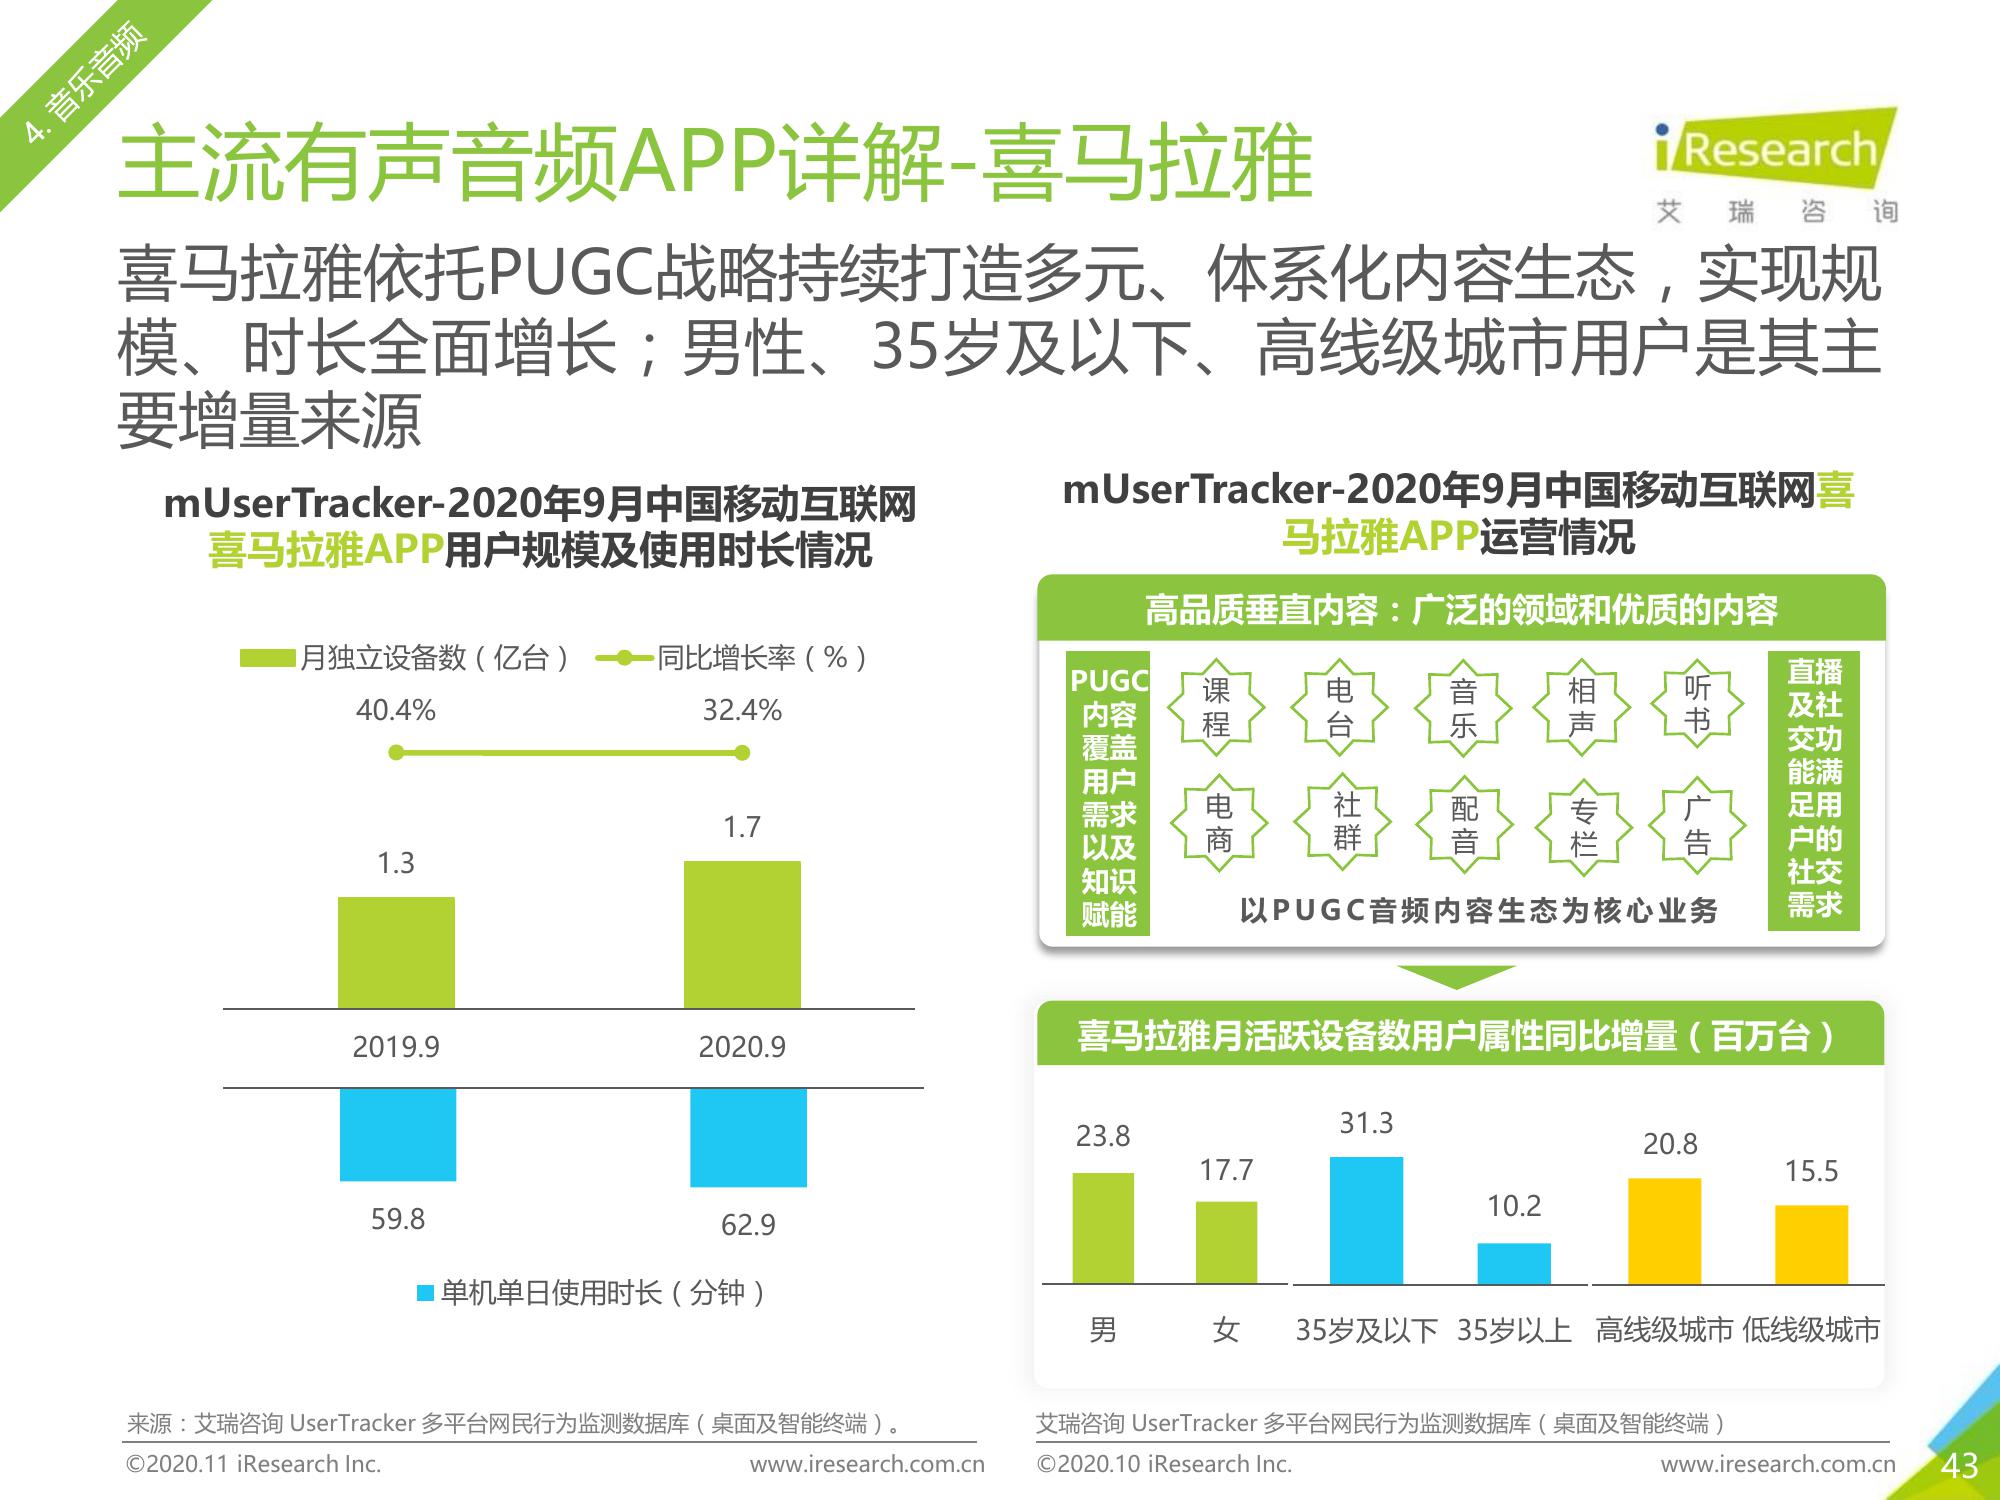 4. 音乐音频
主流有声音频APP详解-喜马拉雅
iResearch
艾 瑞 咨 询
喜马拉雅依托PUGC战略持续打造多元、体系化内容生态，实现规
模、时长全面增长；男性、35岁及以下、高线级城市用户是其主
要增量来源
mUserTracker-2020年9月中国移动互联网
喜马拉雅APP用户规模及使用时长情况
月独立设备数（亿台） 同比增长率（%）
40.4% 32.4%
1.3 1.7
2019.9 2020.9
59.8 62.9
单机单日使用时长（分钟）
mUserTracker-2020年9月中国移动互联网喜
马拉雅APP运营情况
高品质垂直内容：广泛的领域和优质的内容
PUGC
内容
覆盖
用户
需求
以及
知识
赋能
课
程
电
台
音
乐
相
声
听
书
电
商
社
群
配
音
专
栏
广
告
以PUGC音频内容生态为核心业务
直播
及社
交功
能满
足用
户的
社交
需求
喜马拉雅月活跃设备数用户属性同比增量（百万台）
23.8 17.7 31.3 10.2 20.8 15.5
男 女 35岁及以下 35岁以上 高线级城市 低线级城市
来源：艾瑞咨询 UserTracker 多平台网民行为监测数据库（桌面及智能终端）。
艾瑞咨询 UserTracker 多平台网民行为监测数据库（桌面及智能终端）
©2020.11 iResearch Inc. www.iresearch.com.cn
©2020.10 iResearch Inc. www.iresearch.com.cn
43